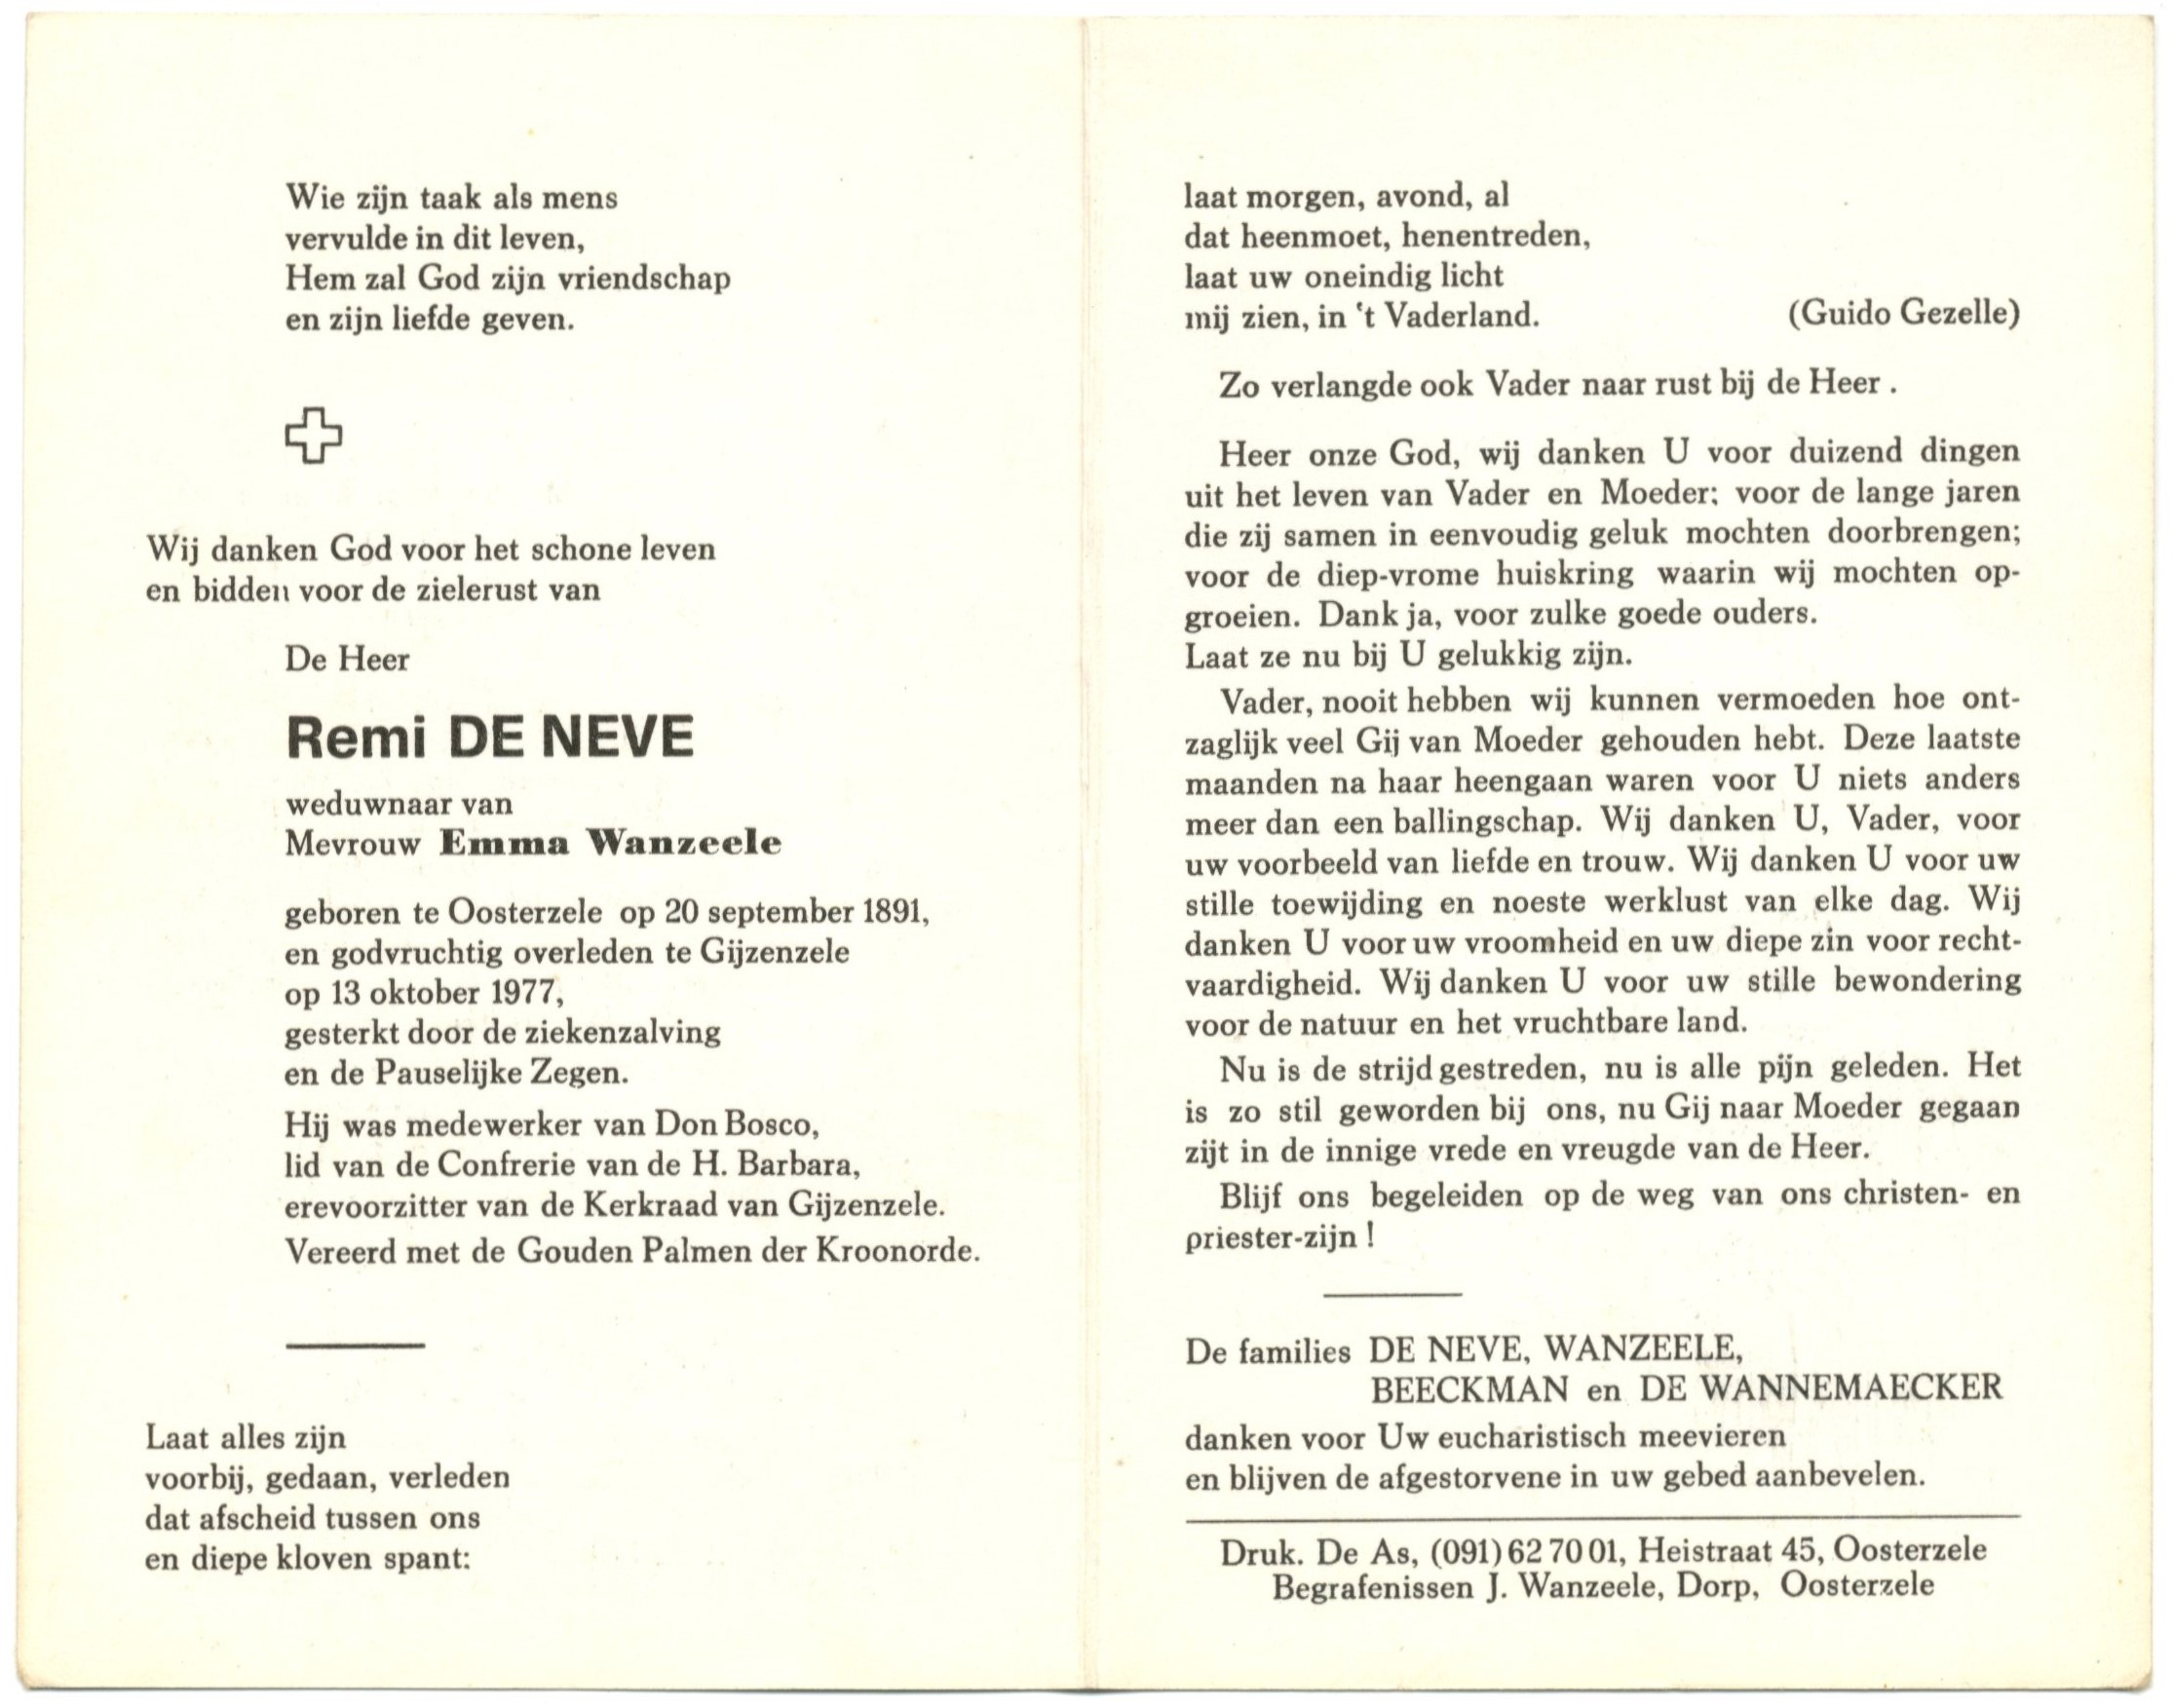 Wie zijn taak als mens
vervulde in dit leven,
Hem zal God zijn vriendschap
en zijn liefde geven.
Wij danken God voor het schone leven
en bidden voor de zielerust van
De Heer
Remi DE NEVE
weduwnaar van
Mevrouw Emma Wanzeele
geboren te Oosterzele op 20 september 1891,
en godvruchtig overleden te Gijzenzele
op 13 oktober 1977,
gesterkt door de ziekenzalving
en de Pauselijke Zegen.
Hij was medewerker van Don Bosco,
lid van de Confrerie van de H. Barbara,
erevoorzitter van de Kerkraad van Gijzenzele.
Vereerd met de Gouden Palmen der Kroonorde.
Laat alles zijn
voorbij, gedaan, verleden
dat afscheid tussen ons
en diepe kloven spant:
laat morgen, avond, al
dat heenmoet, henentreden,
laat uw oneindig licht
mij zien, in 't Vaderland. (Guido Gezelle)
Zo verlangde ook Vader naar rust bij de Heer .
Heer onze God, wij danken U voor duizend dingen
uit het leven van Vader en Moeder; voor de lange jaren
die zij samen in eenvoudig geluk mochten doorbrengen;
voor de diep-vrome huiskring waarin wij mochten op-
groeien. Dank ja, voor zulke goede ouders.
Laat ze nu bij U gelukkig zijn.
Vader, nooit hebben wij kunnen vermoeden hoe ont-
zaglijk veel Gij van Moeder gehouden hebt. Deze laatste
maanden na haar heengaan waren voor U niets anders
meer dan een ballingschap. Wij danken U, Vader, voor
uw voorbeeld van liefde en trouw. Wij danken U voor uw
stille toewijding en noeste werklust van elke dag. Wij
danken U voor uw vroomheid en uw diepe zin voor recht-
vaardigheid. Wij danken U voor uw stille bewondering
voor de natuur en het vruchtbare land.
Nu is de strijd gestreden, nu is alle pijn geleden. Het
is zo stil geworden bij ons, nu Gij naar Moeder gegaan
zijt in de innige vrede en vreugde van de Heer.
Blijf ons begeleiden op de weg van ons christen- en
priester-zijn !
De families DE NEVE, WANZEELE,
BEECKMAN en DE WANNEMAECKER
danken voor Uw eucharistisch meevieren
en blijven de afgestorvene in uw gebed aanbevelen.
Druk. De As, (091) 62 70 01, Heistraat 45, Oosterzele
Begrafenissen J. Wanzeele, Dorp, Oosterzele